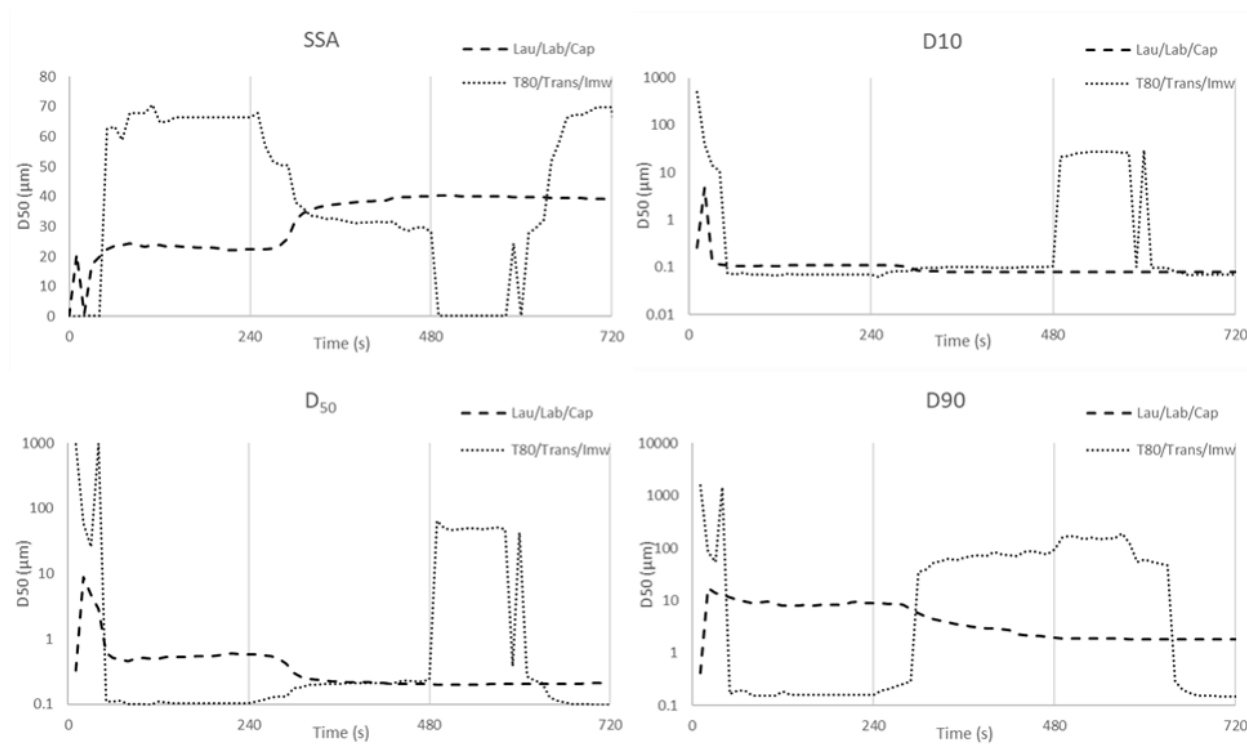 SSA
Lau/Lab/Cap
T80/Trans/Imw
D50 (µm)
80
70
60
50
40
30
20
10
0
0 240 480 720
Time (s)
D10
Lau/Lab/Cap
T80/Trans/Imw
D50 (µm)
1000
100
10
1
0.1
0.01
0 240 480 720
Time (s)
D50
Lau/Lab/Cap
T80/Trans/Imw
D50 (µm)
1000
100
10
1
0.1
0 240 480 720
Time (s)
D90
Lau/Lab/Cap
T80/Trans/Imw
D50 (µm)
10000
1000
100
10
1
0.1
0 240 480 720
Time (s)